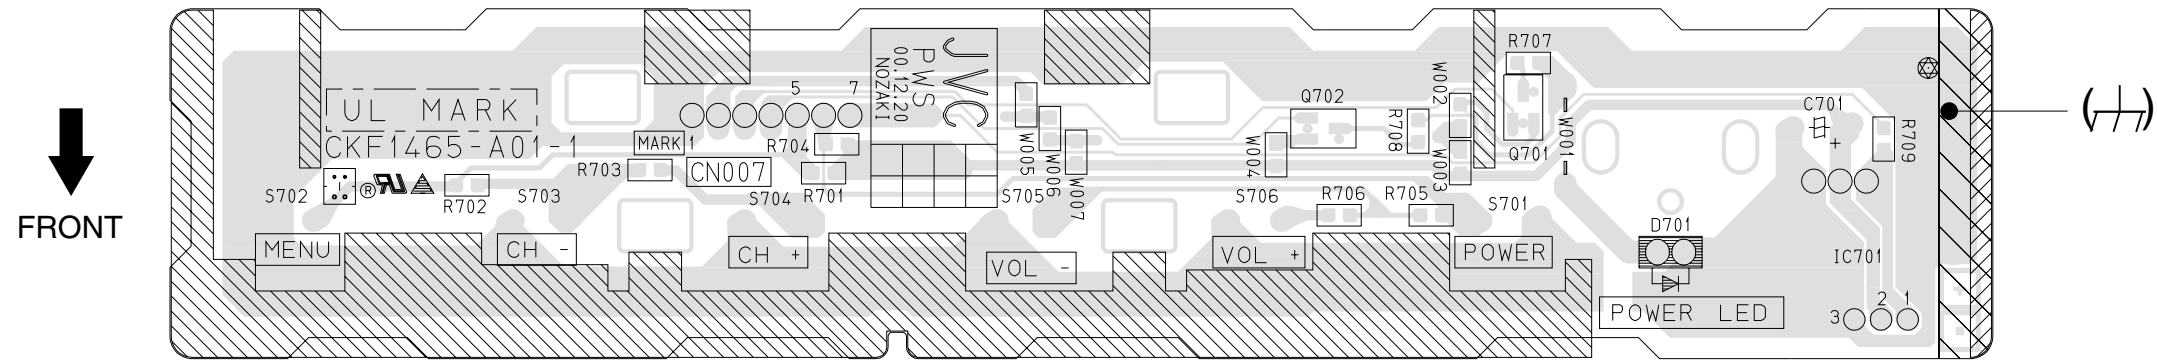 FRONT
UL MARK
CKF1465-A01-1
MARK 1
5
7
R703
R704
CN007
S702
®
R702
S703
S704
R701
JVC
PWS
00.12.20
NOZAKI
S705
W005
W006
W007
Q702
W004
S706
R706
R705
R708
W002
W003
R707
Q701
W001
S701
C701
+
R709
D701
IC701
MENU
CH -
CH +
VOL -
VOL +
POWER
POWER LED
3
2
1